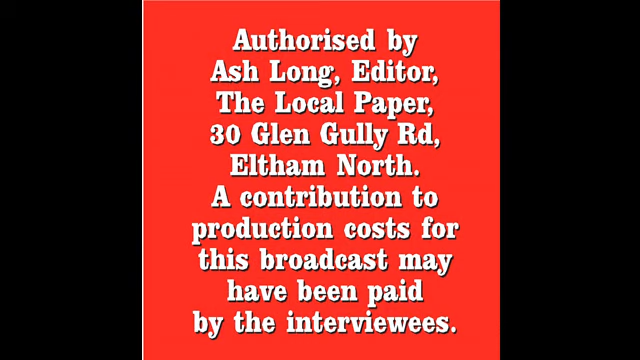 Authorised by
Ash Long, Editor,
The Local Paper,
30 Glen Gully Rd,
Eltham North.
A contribution to
production costs for
this broadcast may
have been paid
by the interviewees.